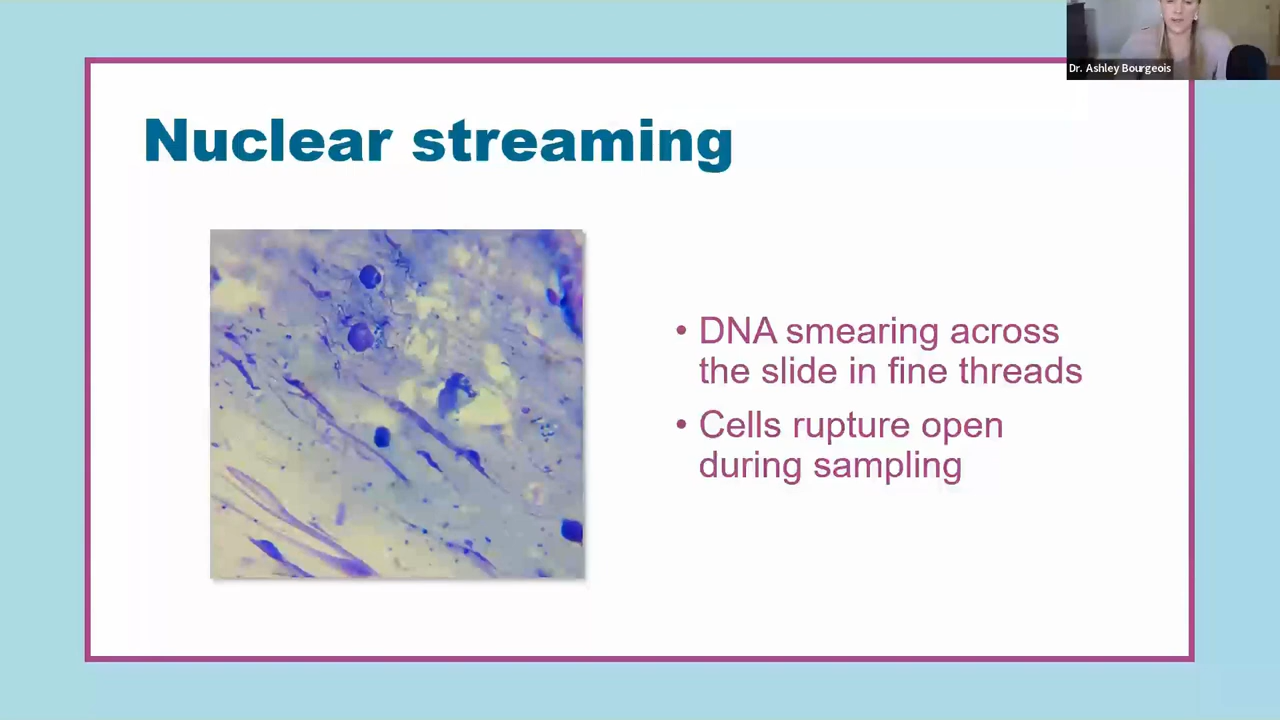 Dr. Ashley Bourgeois
Nuclear streaming
• DNA smearing across
the slide in fine threads
• Cells rupture open
during sampling